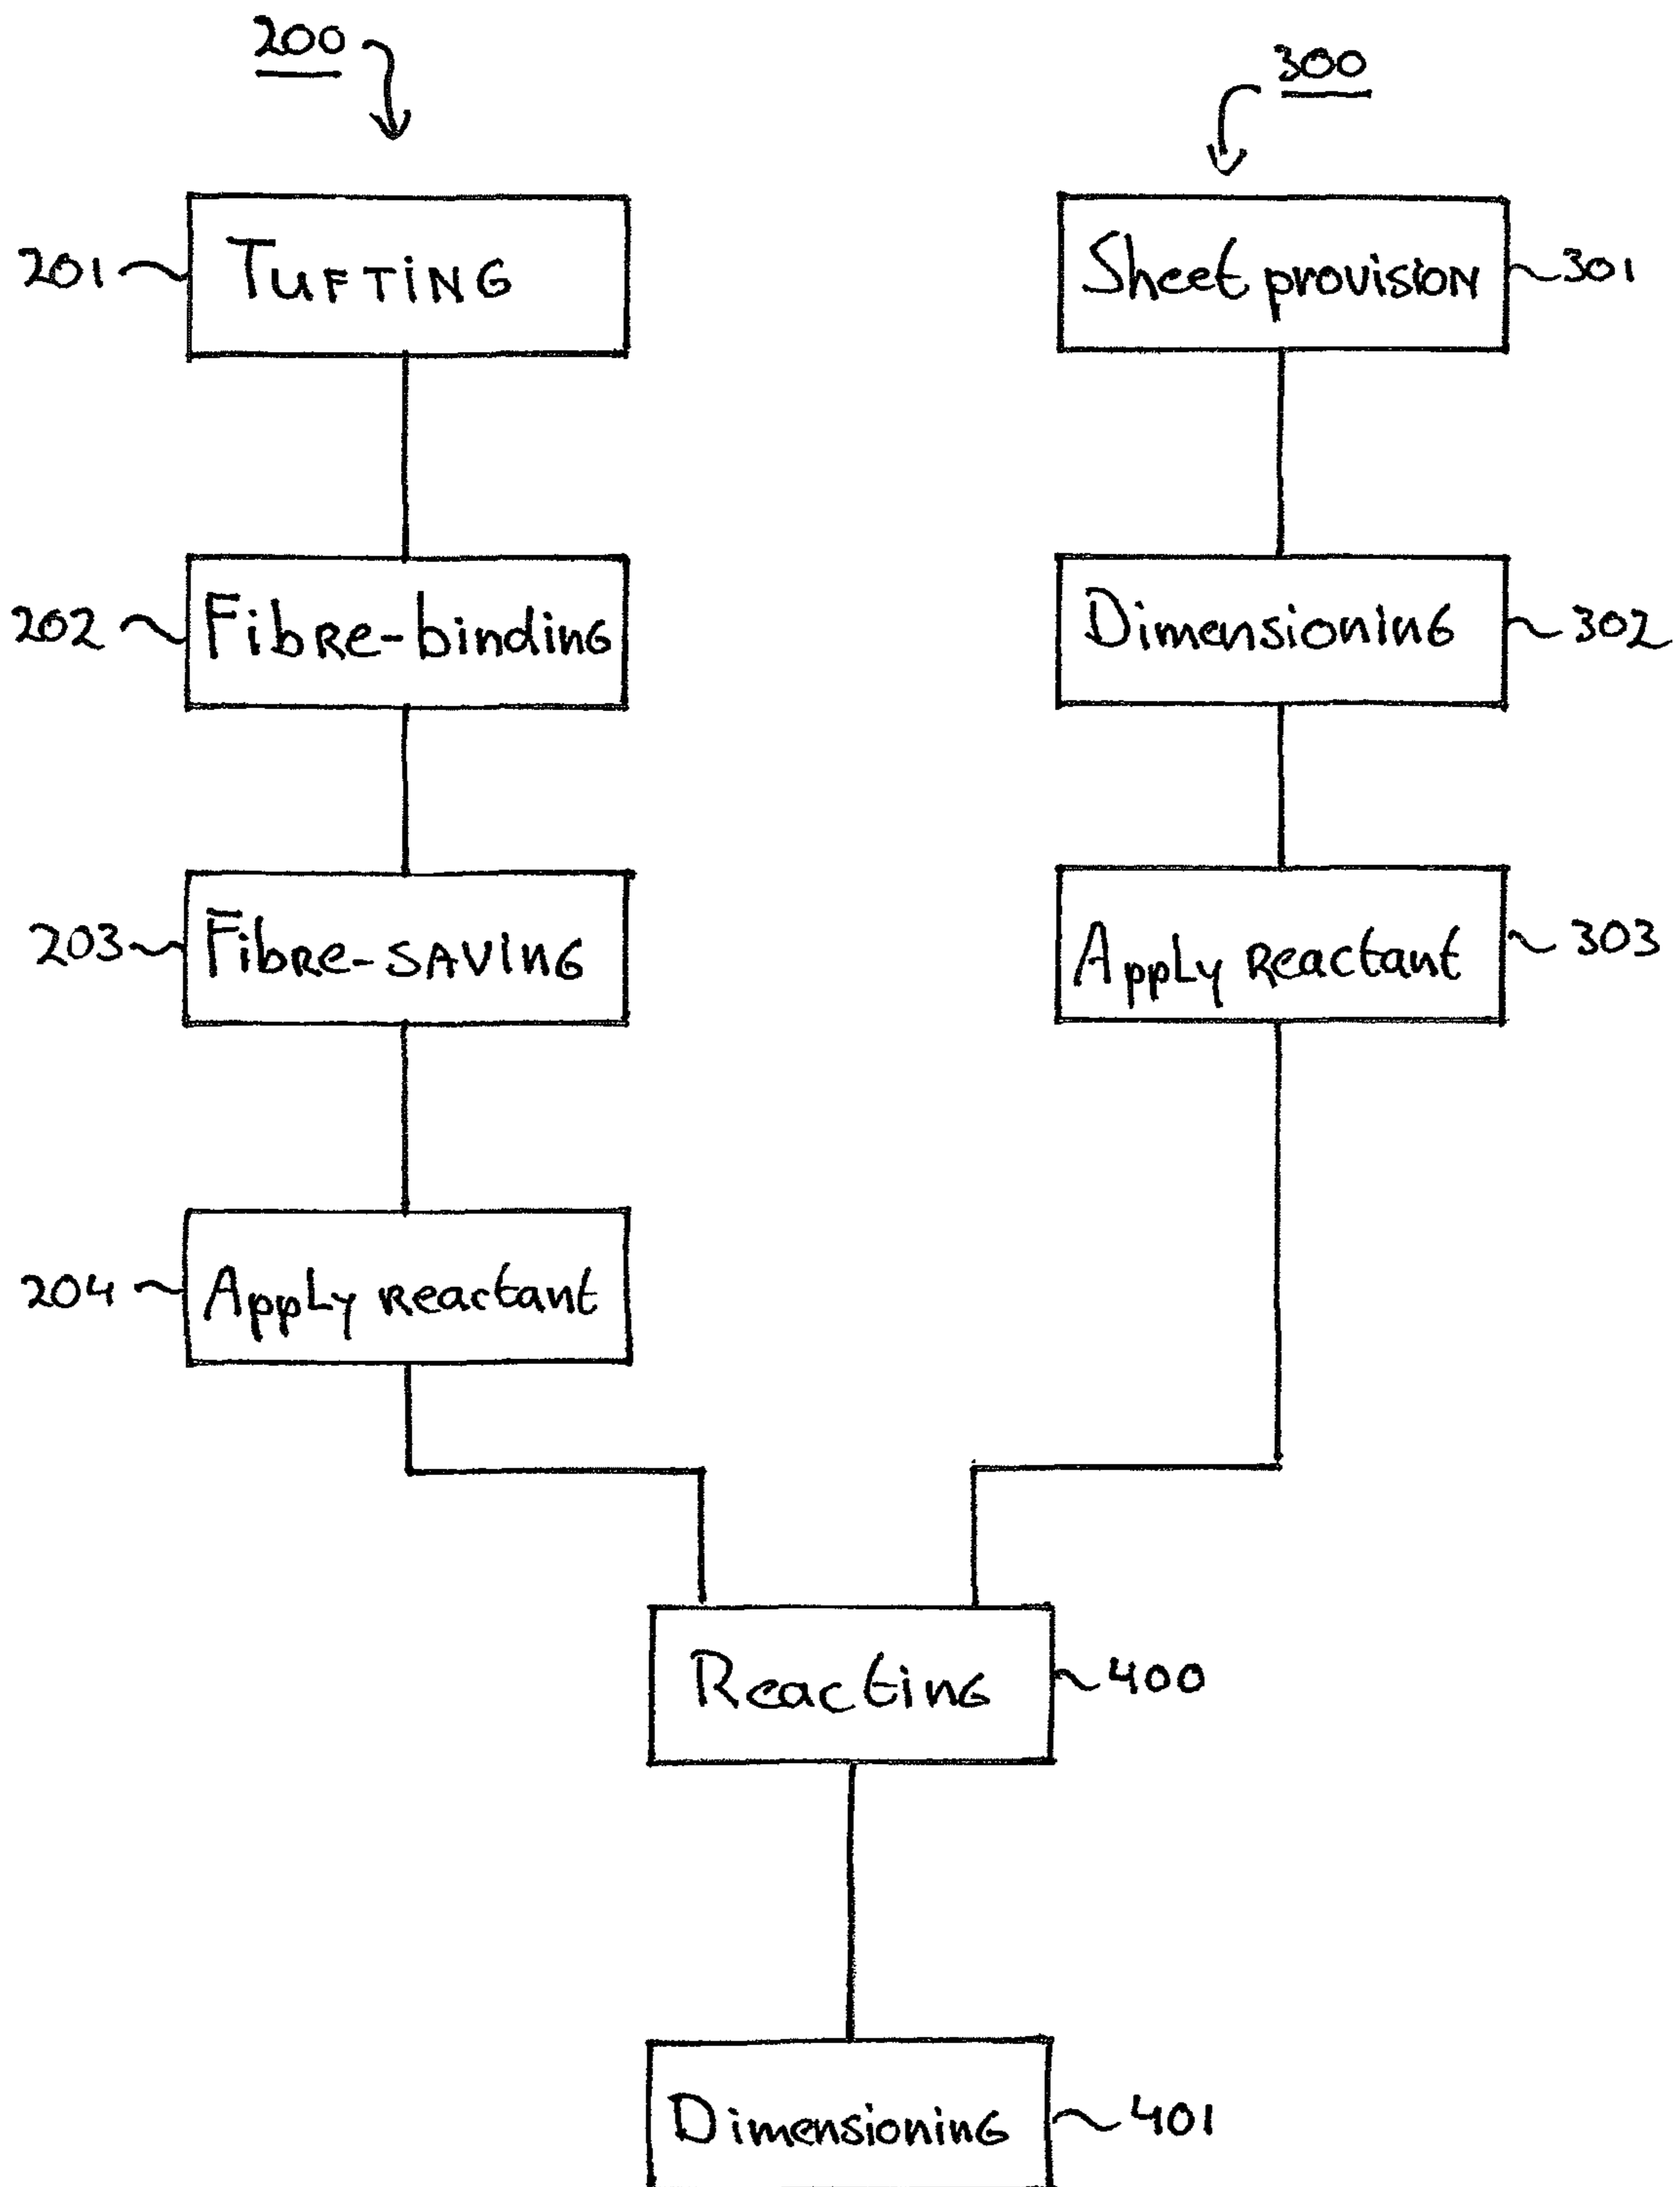 200
300
201 TUFTING
Sheet provision 301
202 Fibre-binding
Dimensioning 302
203 Fibre-saving
Apply reactant 303
204 Apply reactant
Reacting 400
Dimensioning 401